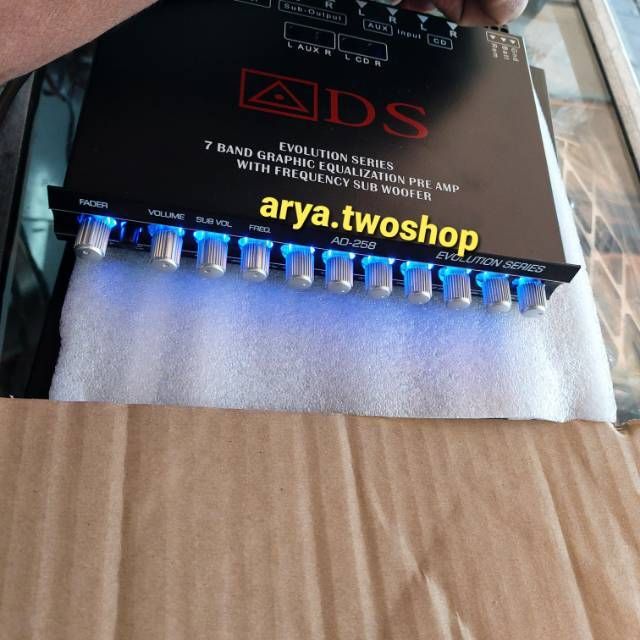 Sub Output
AUX
Input
CD
L AUX R
L CD R
ADS
EVOLUTION SERIES
7 BAND GRAPHIC EQUALIZATION PRE AMP
WITH FREQUENCY SUB WOOFER
arya.twoshop
FADER
VOLUME
SUB VOL
FREQ.
AD-258
EVOLUTION SERIES